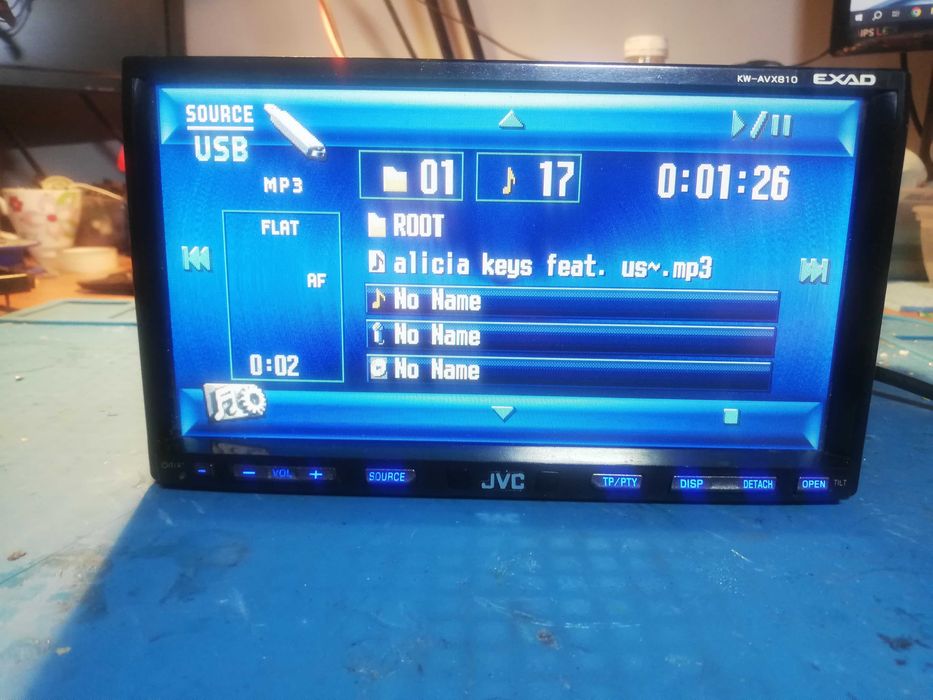 KW-AVX810 EXAD
SOURCE
USB
MP3
01 17 0:01:26
FLAT
ROOT
alicia keys feat. us~.mp3
AF
No Name
No Name
No Name
0:02
- VOL + SOURCE JVC TP/PTY DISP DETACH OPEN TILT